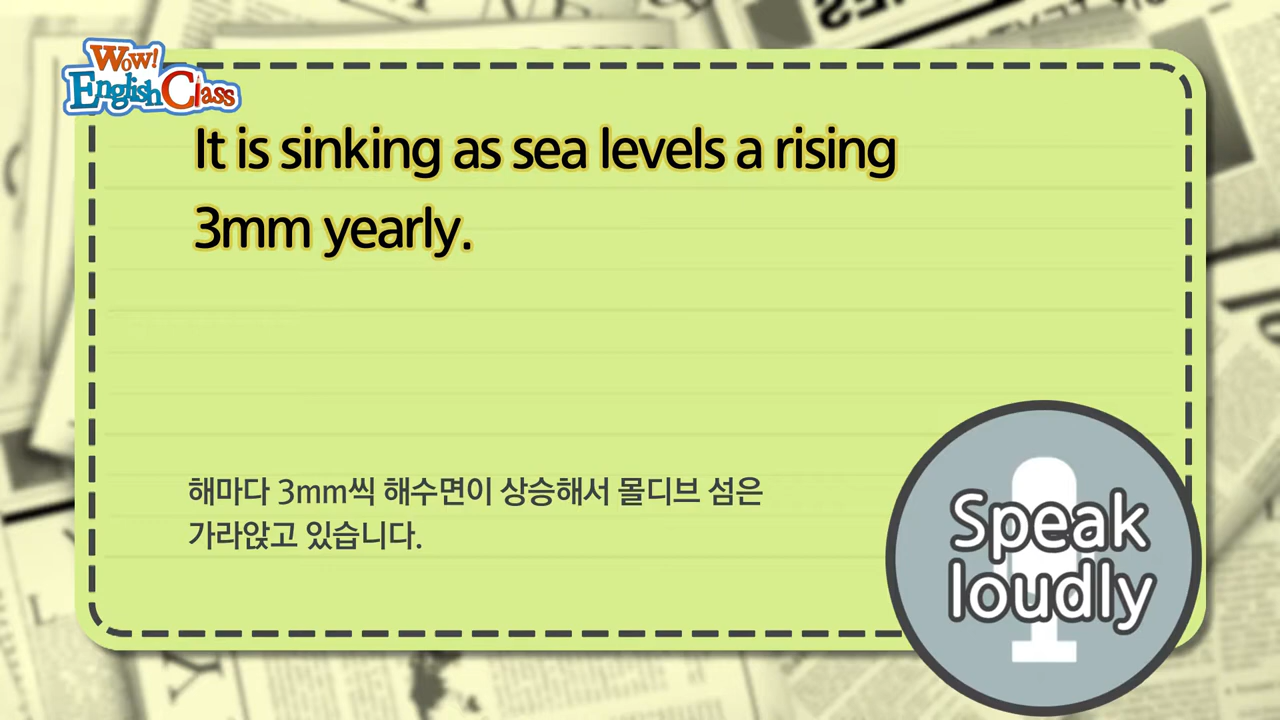 Wow!
English Class
It is sinking as sea levels a rising
3mm yearly.
해마다 3mm씩 해수면이 상승해서 몰디브 섬은
가라앉고 있습니다.
Speak
loudly